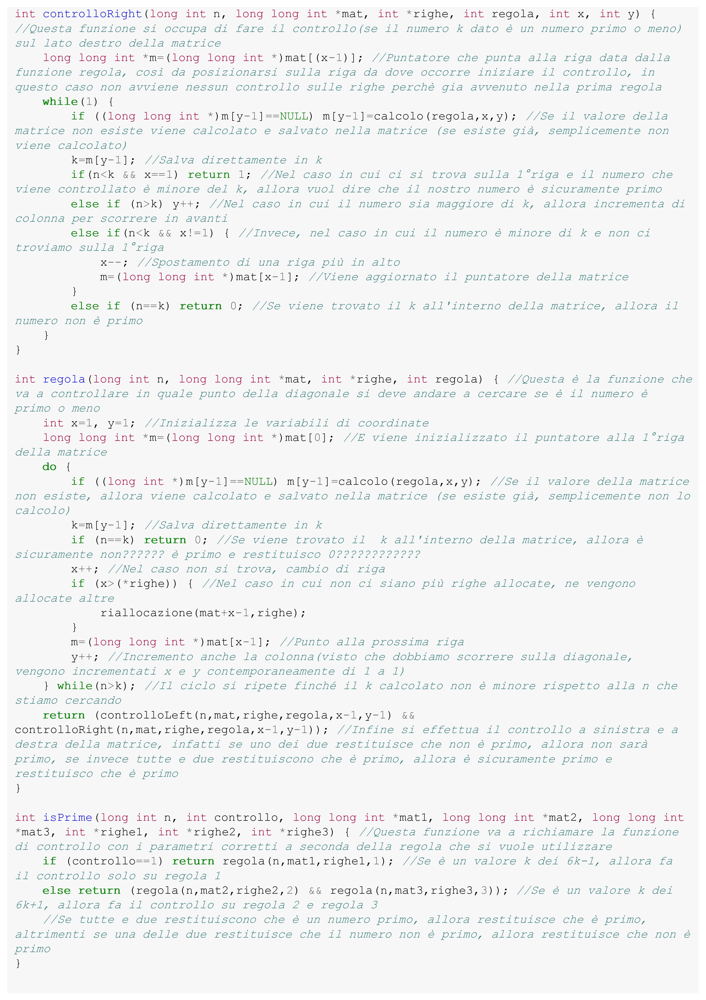 int controlloRight(long int n, long long int *mat, int *righe, int regola, int x, int y) {
//Questa funzione si occupa di fare il controllo(se il numero k dato è un numero primo o meno)
sul lato destro della matrice
    long long int *m=(long long int *)mat[(x-1)]; //Puntatore che punta alla riga data dalla
funzione regola, così da posizionarsi sulla riga da dove occorre iniziare il controllo, in
questo caso non avviene nessun controllo sulle righe perchè gia avvenuto nella prima regola
    while(1) {
        if ((long long int *)m[y-1]==NULL) m[y-1]=calcolo(regola,x,y); //Se il valore della
matrice non esiste viene calcolato e salvato nella matrice (se esiste già, semplicemente non
viene calcolato)
        k=m[y-1]; //Salva direttamente in k
        if(n<k && x==1) return 1; //Nel caso in cui ci si trova sulla 1°riga e il numero che
viene controllato è minore del k, allora vuol dire che il nostro numero è sicuramente primo
        else if (n>k) y++; //Nel caso in cui il numero sia maggiore di k, allora incrementa di
colonna per scorrere in avanti
        else if(n<k && x!=1) { //Invece, nel caso in cui il numero è minore di k e non ci
troviamo sulla 1°riga
            x--; //Spostamento di una riga più in alto
            m=(long long int *)mat[x-1]; //Viene aggiornato il puntatore della matrice
        }
        else if (n==k) return 0; //Se viene trovato il k all'interno della matrice, allora il
numero non è primo
    }
}

int regola(long int n, long long int *mat, int *righe, int regola) { //Questa è la funzione che
va a controllare in quale punto della diagonale si deve andare a cercare se è il numero è
primo o meno
    int x=1, y=1; //Inizializza le variabili di coordinate
    long long int *m=(long long int *)mat[0]; //E viene inizializzato il puntatore alla 1°riga
della matrice
    do {
        if ((long int *)m[y-1]==NULL) m[y-1]=calcolo(regola,x,y); //Se il valore della matrice
non esiste, allora viene calcolato e salvato nella matrice (se esiste già, semplicemente non lo
calcolo)
        k=m[y-1]; //Salva direttamente in k
        if (n==k) return 0; //Se viene trovato il  k all'interno della matrice, allora è
sicuramente non?????? è primo e restituisco 0????????????
        x++; //Nel caso non si trova, cambio di riga
        if (x>(*righe)) { //Nel caso in cui non ci siano più righe allocate, ne vengono
allocate altre
            riallocazione(mat+x-1,righe);
        }
        m=(long long int *)mat[x-1]; //Punto alla prossima riga
        y++; //Incremento anche la colonna(visto che dobbiamo scorrere sulla diagonale,
vengono incrementati x e y contemporaneamente di 1 a 1)
    } while(n>k); //Il ciclo si ripete finché il k calcolato non è minore rispetto alla n che
stiamo cercando
    return (controlloLeft(n,mat,righe,regola,x-1,y-1) &&
controlloRight(n,mat,righe,regola,x-1,y-1)); //Infine si effettua il controllo a sinistra e a
destra della matrice, infatti se uno dei due restituisce che non è primo, allora non sarà
primo, se invece tutte e due restituiscono che è primo, allora è sicuramente primo e
restituisco che è primo
}

int isPrime(long int n, int controllo, long long int *mat1, long long int *mat2, long long int
*mat3, int *righe1, int *righe2, int *righe3) { //Questa funzione va a richiamare la funzione
di controllo con i parametri corretti a seconda della regola che si vuole utilizzare
    if (controllo==1) return regola(n,mat1,righe1,1); //Se è un valore k dei 6k-1, allora fa
il controllo solo su regola 1
    else return (regola(n,mat2,righe2,2) && regola(n,mat3,righe3,3)); //Se è un valore k dei
6k+1, allora fa il controllo su regola 2 e regola 3
    //Se tutte e due restituiscono che è un numero primo, allora restituisce che è primo,
altrimenti se una delle due restituisce che il numero non è primo, allora restituisce che non è
primo
}